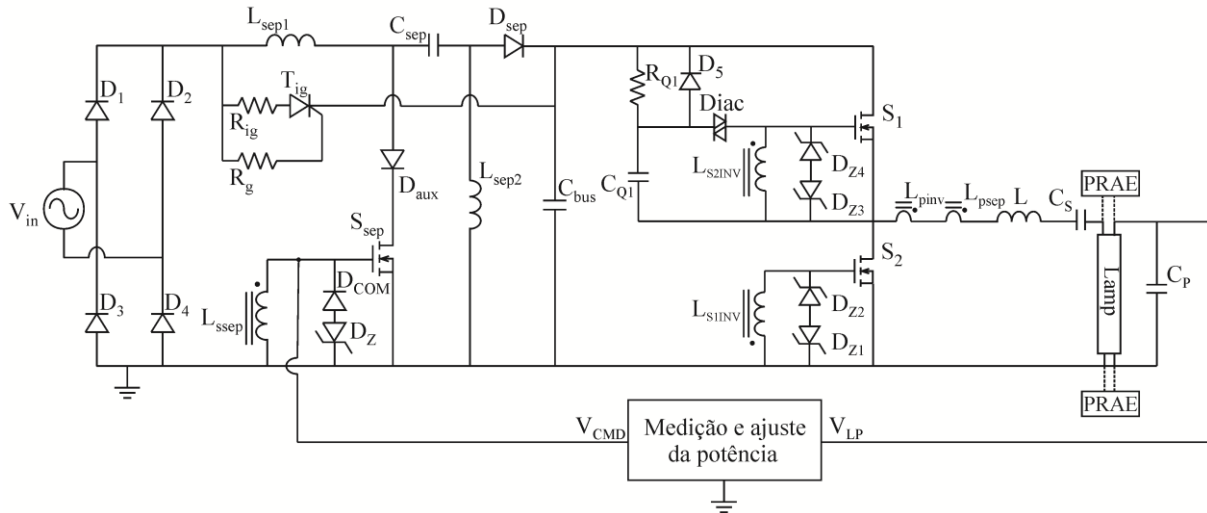 L_sep1
C_sep
D_sep
D_1
D_2
T_ig
R_Q1
D_5
Diac
S_1
R_ig
R_g
L_S2INV
D_Z4
D_Z3
L_sep2
D_aux
C_bus
C_Q1
V_in
L_pinv
L_psep
L
C_S
PRAE
S_sep
S_2
Lamp
C_P
D_3
D_4
L_ssep
D_COM
D_Z
L_S1INV
D_Z2
D_Z1
PRAE
V_CMD
Medição e ajuste
da potência
V_LP